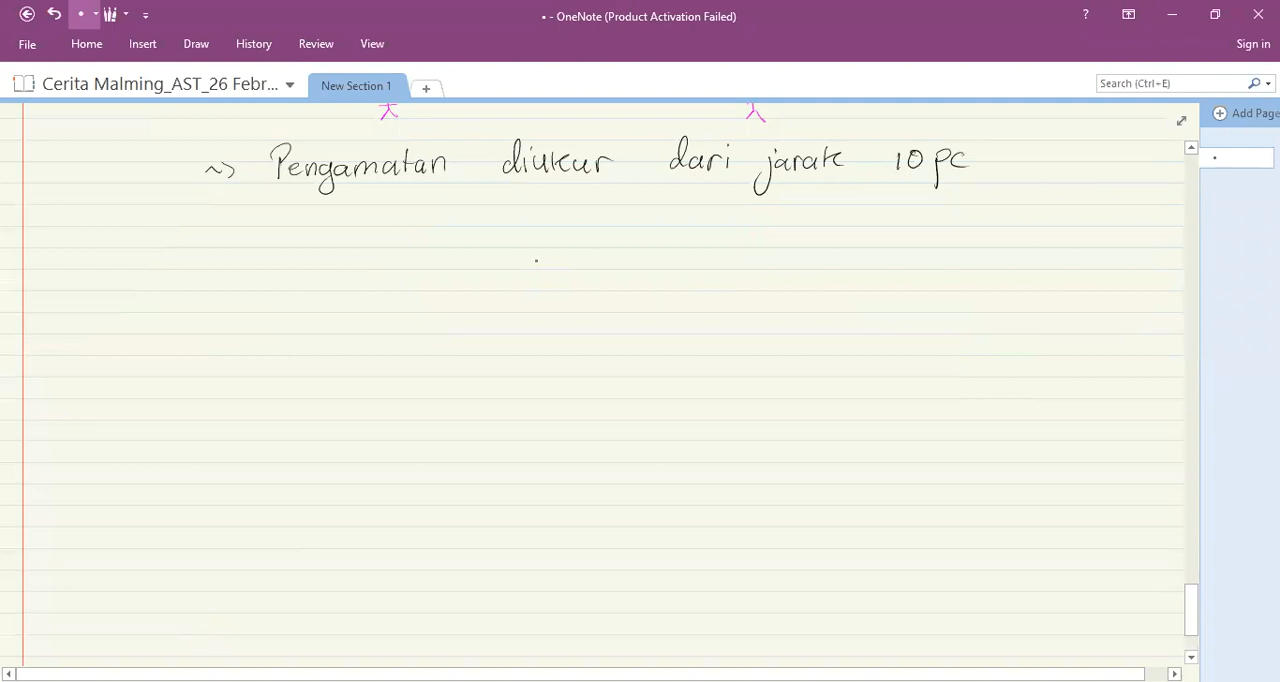 • - OneNote (Product Activation Failed)
?
File Home Insert Draw History Review View
Sign in
Cerita Malming_AST_26 Febr...
New Section 1
+
Search (Ctrl+E)
Add Page
~> Pengamatan diukur dari jarak 10 pc